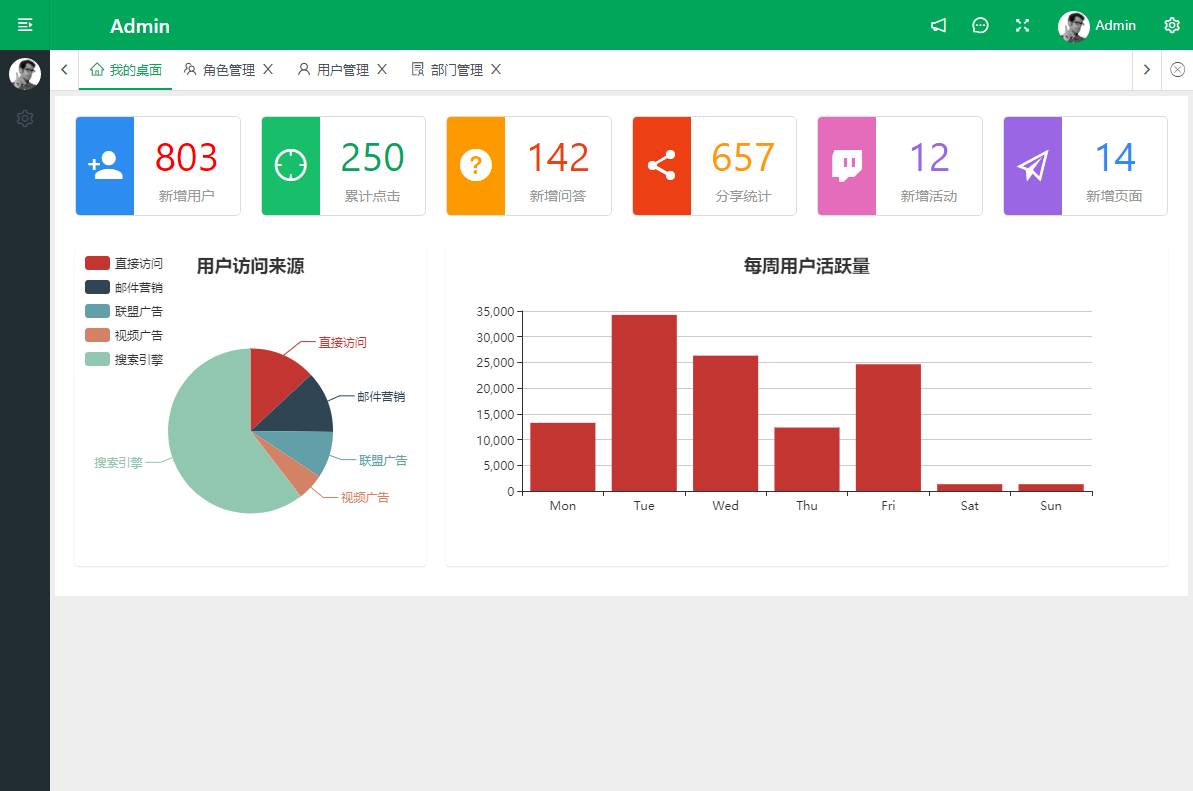 Admin
Admin
我的桌面
角色管理
用户管理
部门管理
803
新增用户
250
累计点击
142
新增问答
657
分享统计
12
新增活动
14
新增页面
用户访问来源
直接访问
邮件营销
联盟广告
视频广告
搜索引擎
直接访问
邮件营销
联盟广告
视频广告
搜索引擎
每周用户活跃量
35,000
30,000
25,000
20,000
15,000
10,000
5,000
0
Mon Tue Wed Thu Fri Sat Sun